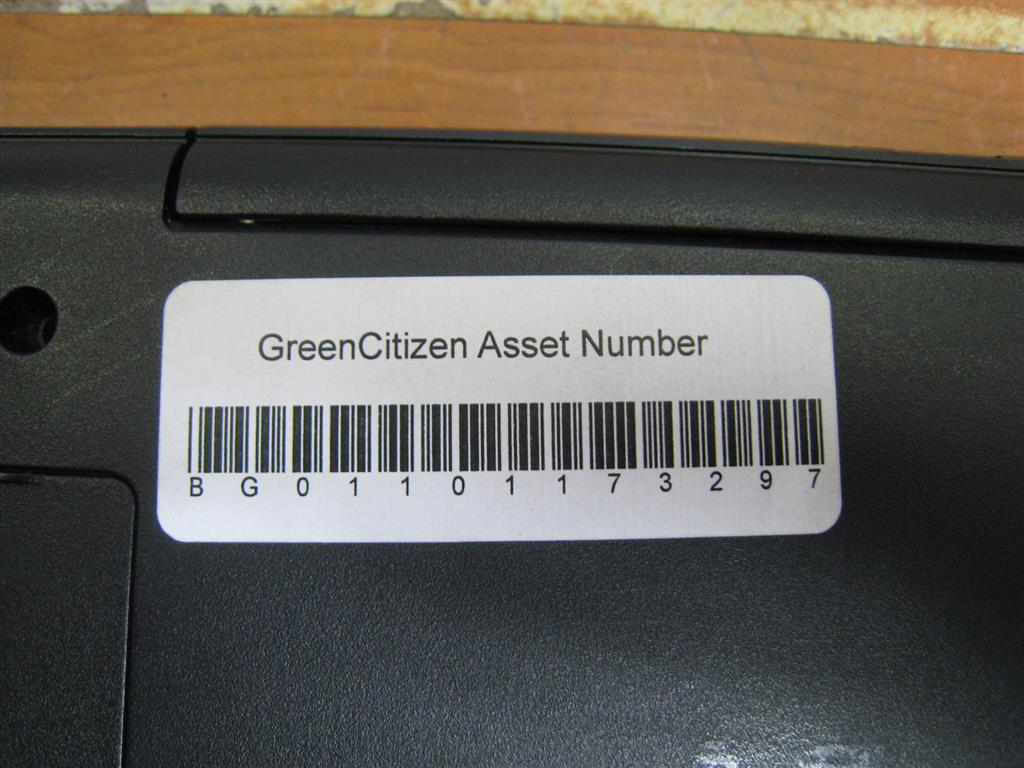 GreenCitizen Asset Number
B G 0 1 1 0 1 1 7 3 2 9 7